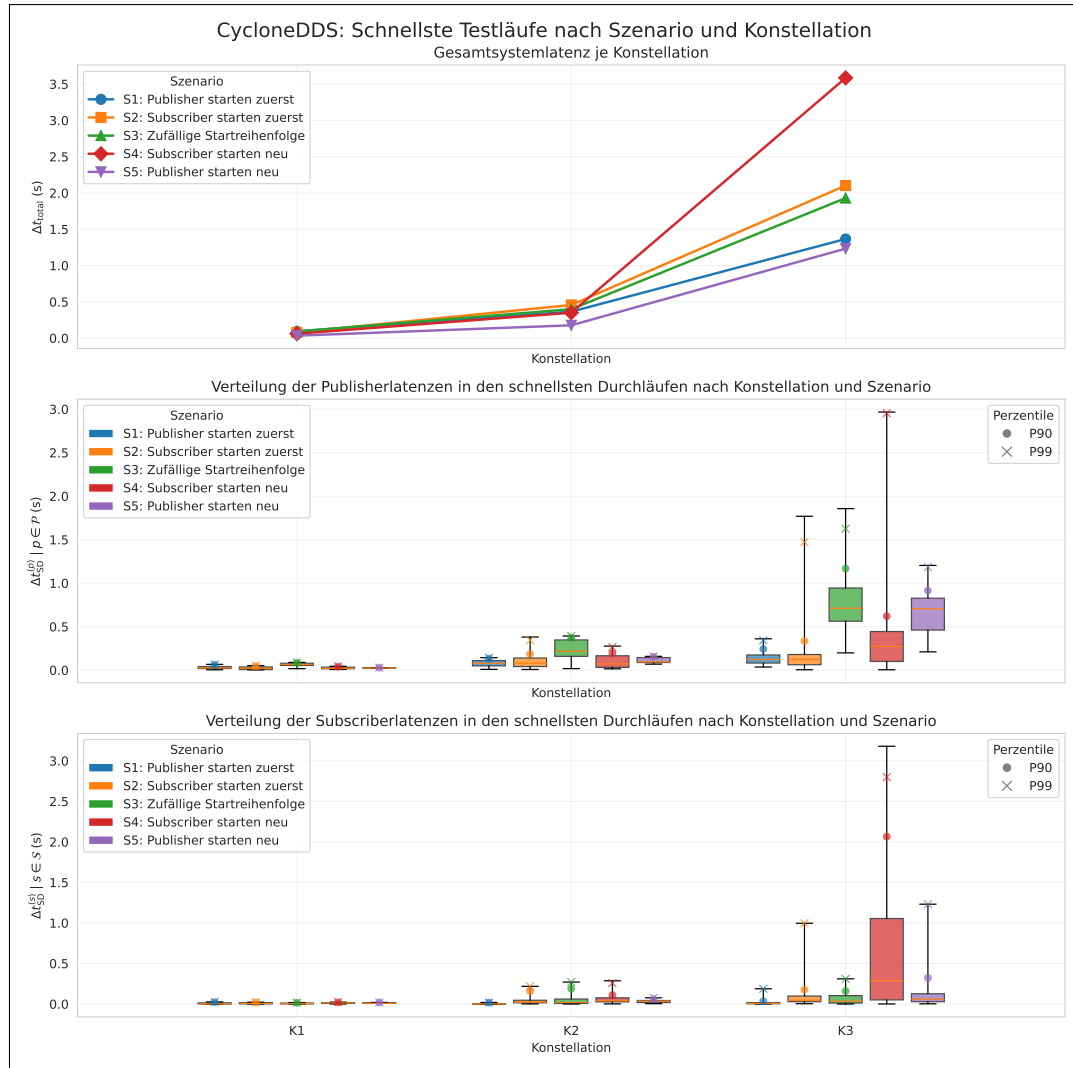 CycloneDDS: Schnellste Testläufe nach Szenario und Konstellation
Gesamtsystemlatenz je Konstellation
Szenario
S1: Publisher starten zuerst
S2: Subscriber starten zuerst
S3: Zufällige Startreihenfolge
S4: Subscriber starten neu
S5: Publisher starten neu
Δt_total (s)
3.5
3.0
2.5
2.0
1.5
1.0
0.5
0.0
Konstellation
Verteilung der Publisherlatenzen in den schnellsten Durchläufen nach Konstellation und Szenario
Szenario
S1: Publisher starten zuerst
S2: Subscriber starten zuerst
S3: Zufällige Startreihenfolge
S4: Subscriber starten neu
S5: Publisher starten neu
Perzentile
P90
P99
Δt_SD^(p) | p ∈ 𝒫 (s)
3.0
2.5
2.0
1.5
1.0
0.5
0.0
Konstellation
Verteilung der Subscriberlatenzen in den schnellsten Durchläufen nach Konstellation und Szenario
Szenario
S1: Publisher starten zuerst
S2: Subscriber starten zuerst
S3: Zufällige Startreihenfolge
S4: Subscriber starten neu
S5: Publisher starten neu
Perzentile
P90
P99
Δt_SD^(s) | s ∈ 𝒮 (s)
3.0
2.5
2.0
1.5
1.0
0.5
0.0
K1 K2 K3
Konstellation